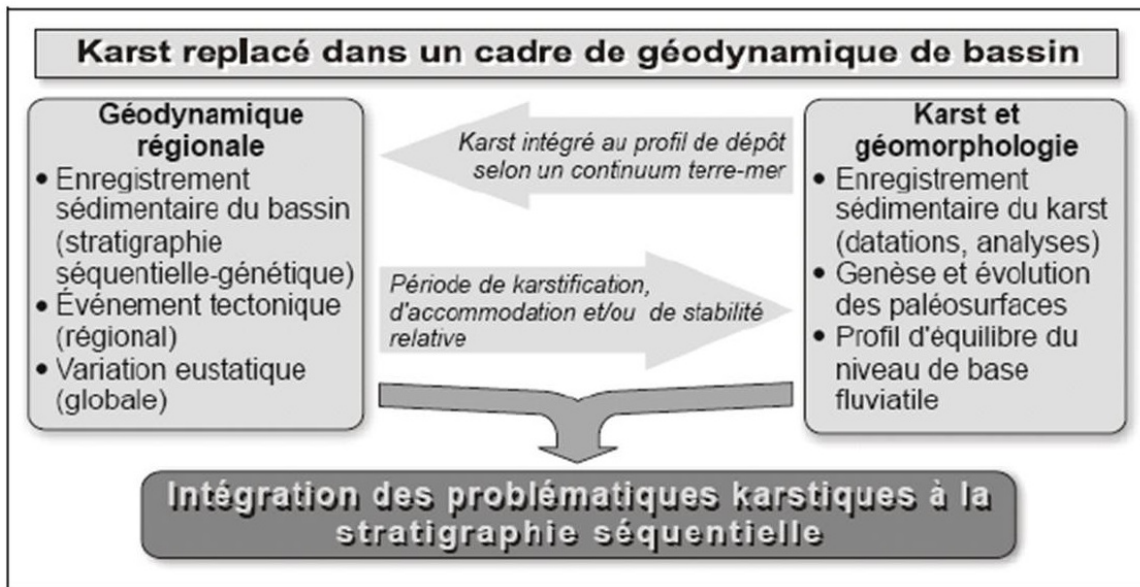 Karst replacé dans un cadre de géodynamique de bassin
Géodynamique
régionale
• Enregistrement
sédimentaire du bassin
(stratigraphie
séquentielle-génétique)
• Événement tectonique
(régional)
• Variation eustatique
(globale)
Karst intégré au profil de dépôt
selon un continuum terre-mer
Période de karstification,
d'accommodation et/ou de stabilité
relative
Karst et
géomorphologie
• Enregistrement
sédimentaire du karst
(datations, analyses)
• Genèse et évolution
des paléosurfaces
• Profil d'équilibre du
niveau de base
fluviatile
Intégration des problématiques karstiques à la
stratigraphie séquentielle